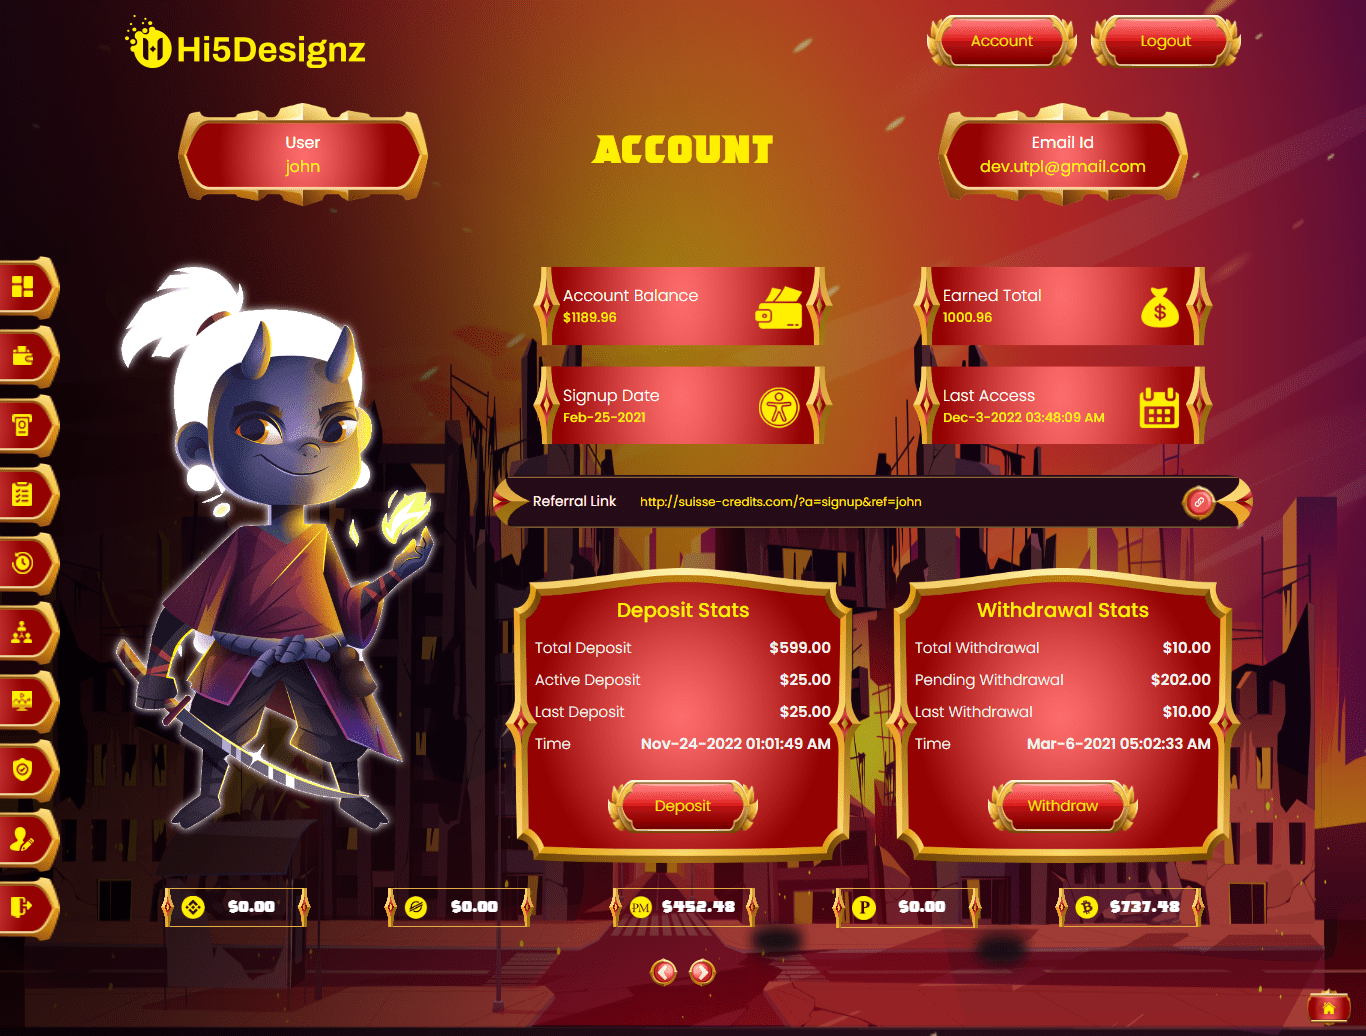 Hi5Designz
Account
Logout
User
john
ACCOUNT
Email Id
dev.utpl@gmail.com
Account Balance
$1189.96
Earned Total
1000.96
Signup Date
Feb-25-2021
Last Access
Dec-3-2022 03:48:09 AM
Referral Link http://suisse-credits.com/?a=signup&ref=john
Deposit Stats
Total Deposit $599.00
Active Deposit $25.00
Last Deposit $25.00
Time Nov-24-2022 01:01:49 AM
Deposit
Withdrawal Stats
Total Withdrawal $10.00
Pending Withdrawal $202.00
Last Withdrawal $10.00
Time Mar-6-2021 05:02:33 AM
Withdraw
$0.00
$0.00
PM $452.48
P $0.00
$737.48